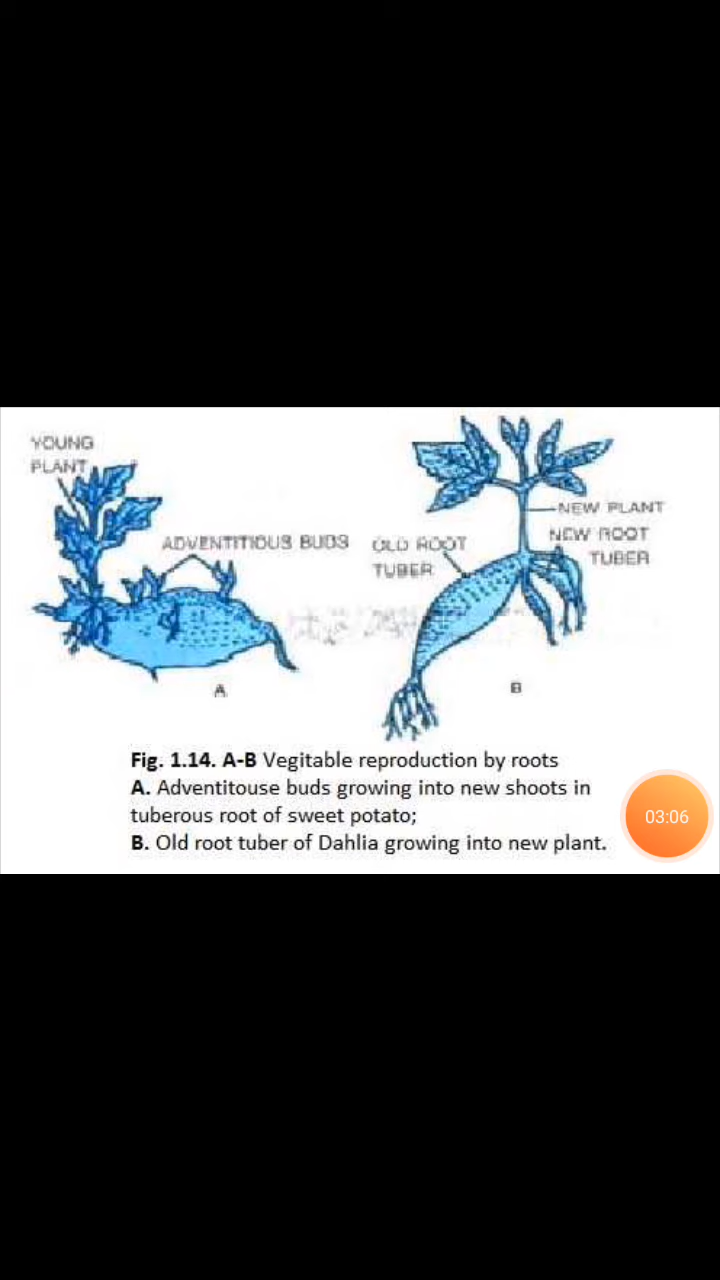 YOUNG
PLANT
ADVENTITIOUS BUDS
A
OLD ROOT
TUBER
NEW PLANT
NEW ROOT
TUBER
B
Fig. 1.14. A-B Vegitable reproduction by roots
A. Adventitouse buds growing into new shoots in
tuberous root of sweet potato;
B. Old root tuber of Dahlia growing into new plant.
03:06